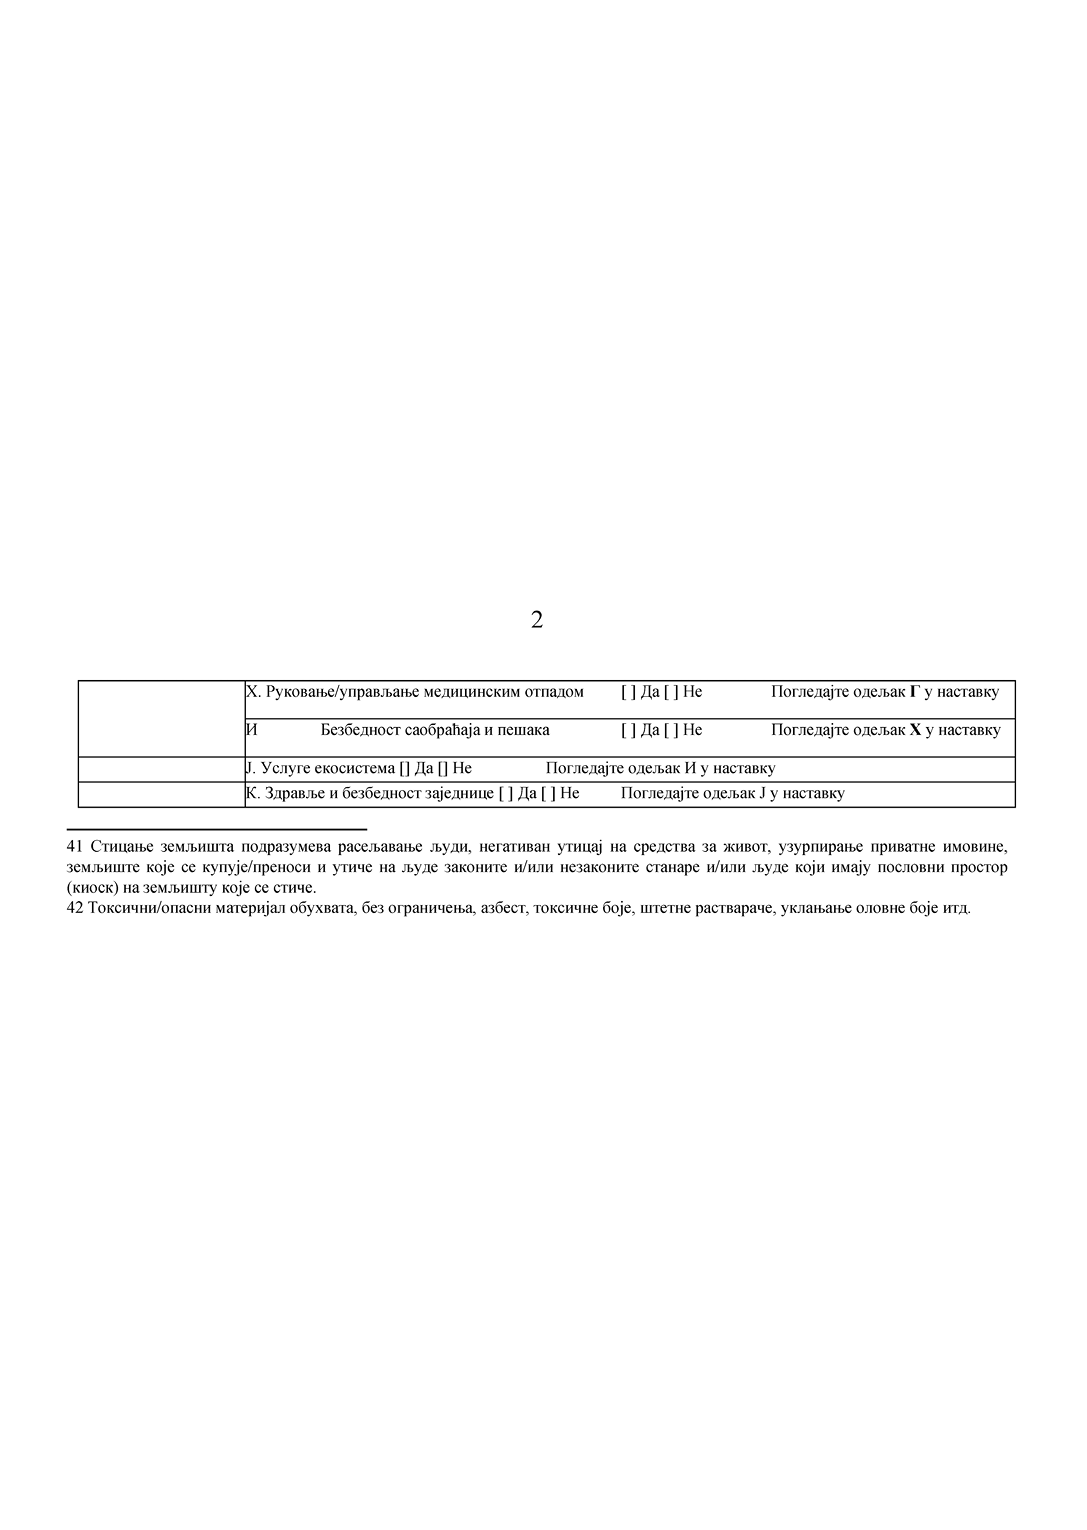 2
Х. Руковање/управљање медицинским отпадом [ ] Да [ ] Не Погледајте одељак Г у наставку
И Безбедност саобраћаја и пешака [ ] Да [ ] Не Погледајте одељак Х у наставку
Ј. Услуге екосистема [] Да [] Не Погледајте одељак И у наставку
К. Здравље и безбедност заједнице [ ] Да [ ] Не Погледајте одељак Ј у наставку
41 Стицање земљишта подразумева расељавање људи, негативан утицај на средства за живот, узурпирање приватне имовине,
земљиште које се купује/преноси и утиче на људе законите и/или незаконите станаре и/или људе који имају пословни простор
(киоск) на земљишту које се стиче.
42 Токсични/опасни материјал обухвата, без ограничења, азбест, токсичне боје, штетне раствараче, уклањање оловне боје итд.